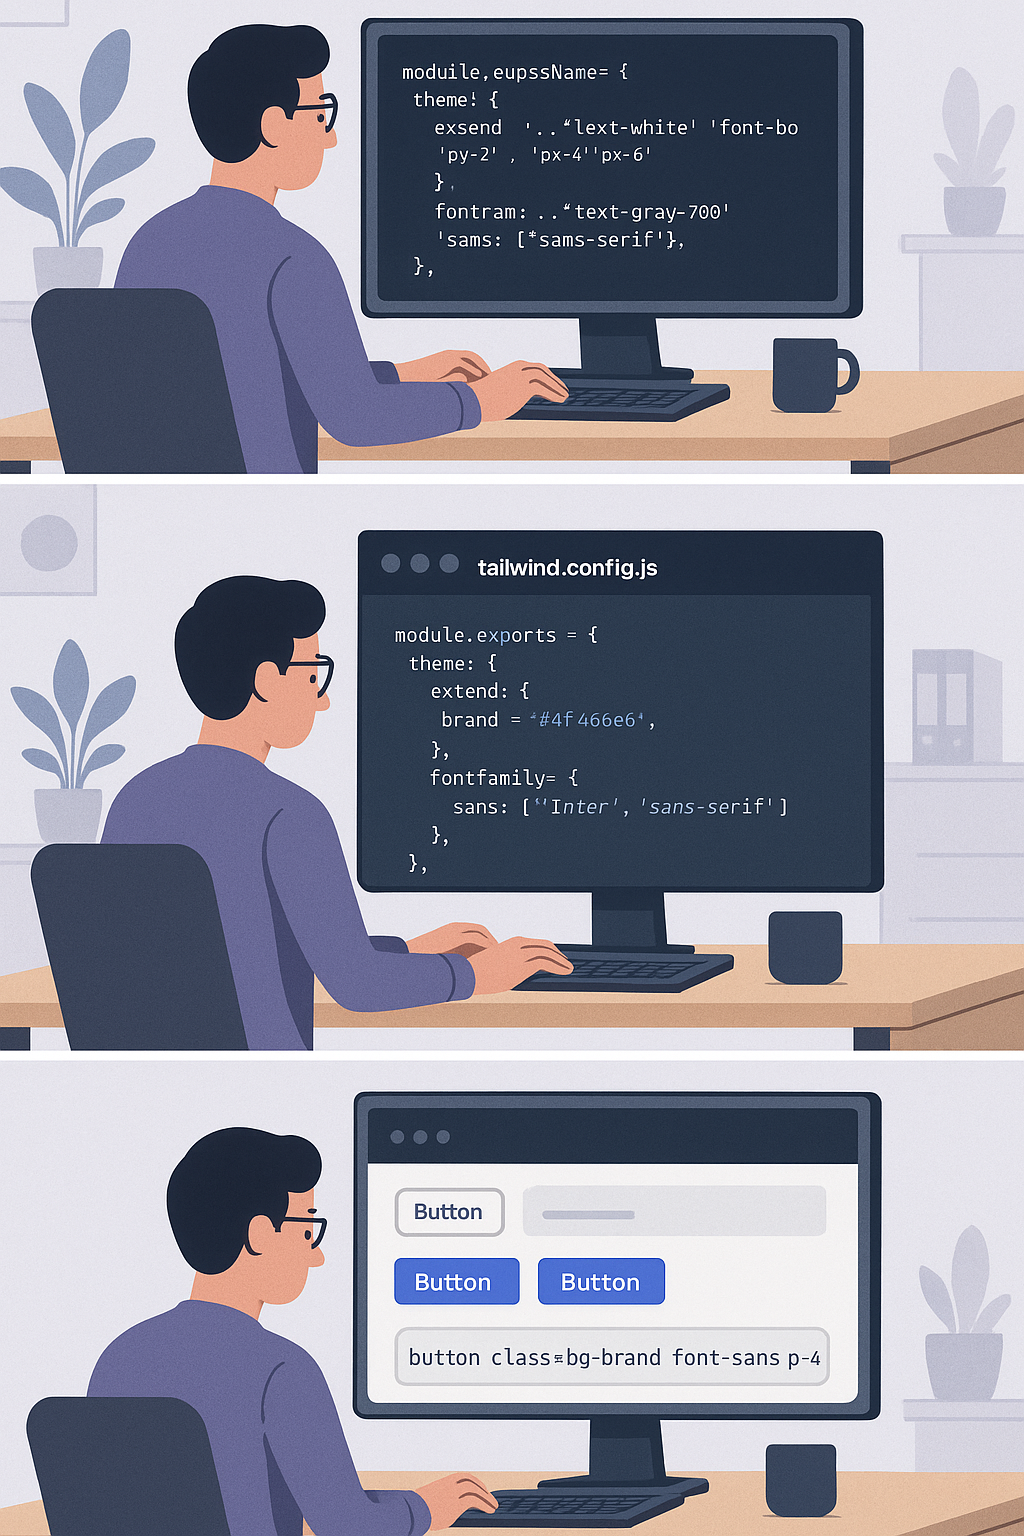 moduile,eupssName= {
theme: {
exsend '..“lext-white' 'font-bo
'py-2' , 'px-4''px-6'
} ,
fontram: ..“text-gray-700'
'sams: [*sams-serif'},
},
tailwind.config.js
module.exports = {
theme: {
extend: {
brand = “#4f466e6',
},
fontfamily= {
sans: [“Inter', 'sans-serif']
},
},
Button
Button
Button
button class=bg-brand font-sans p-4